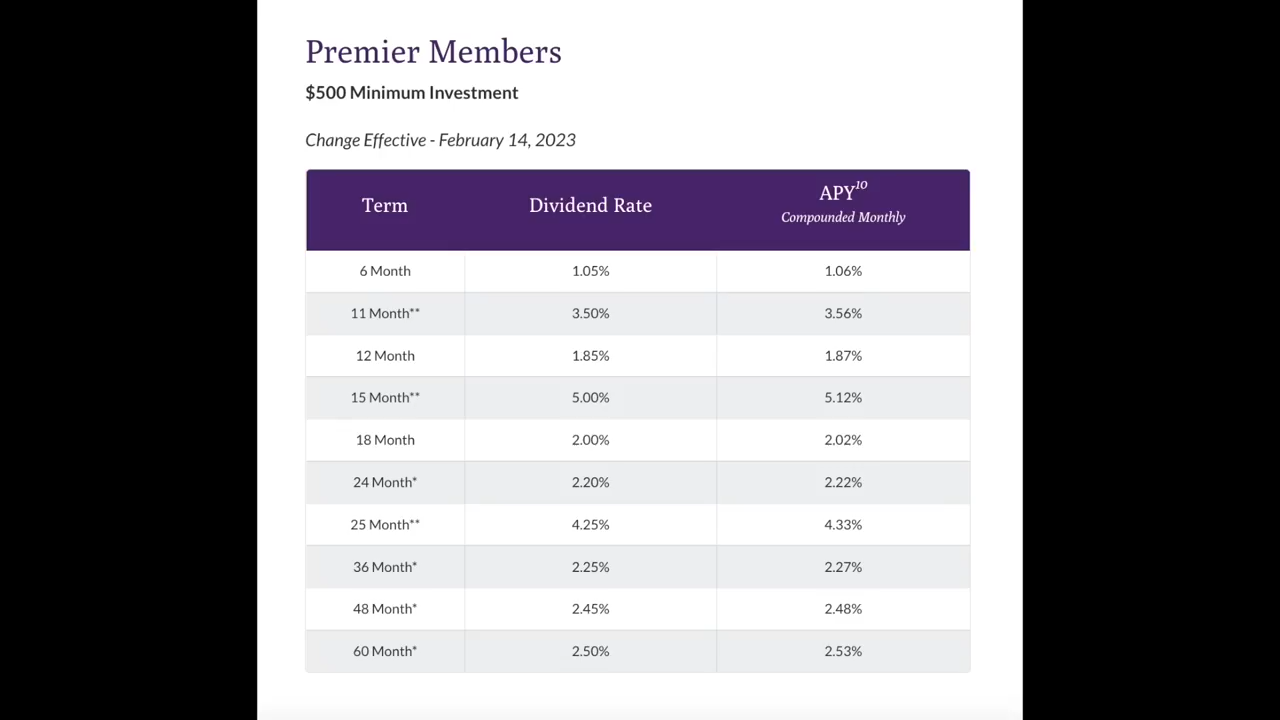 Premier Members
$500 Minimum Investment
Change Effective - February 14, 2023
Term Dividend Rate APY10
Compounded Monthly
6 Month 1.05% 1.06%
11 Month** 3.50% 3.56%
12 Month 1.85% 1.87%
15 Month** 5.00% 5.12%
18 Month 2.00% 2.02%
24 Month* 2.20% 2.22%
25 Month** 4.25% 4.33%
36 Month* 2.25% 2.27%
48 Month* 2.45% 2.48%
60 Month* 2.50% 2.53%